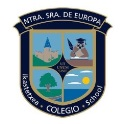 NTRA. SRA. DE EUROPA
Ikastetxea - COLEGIO - School